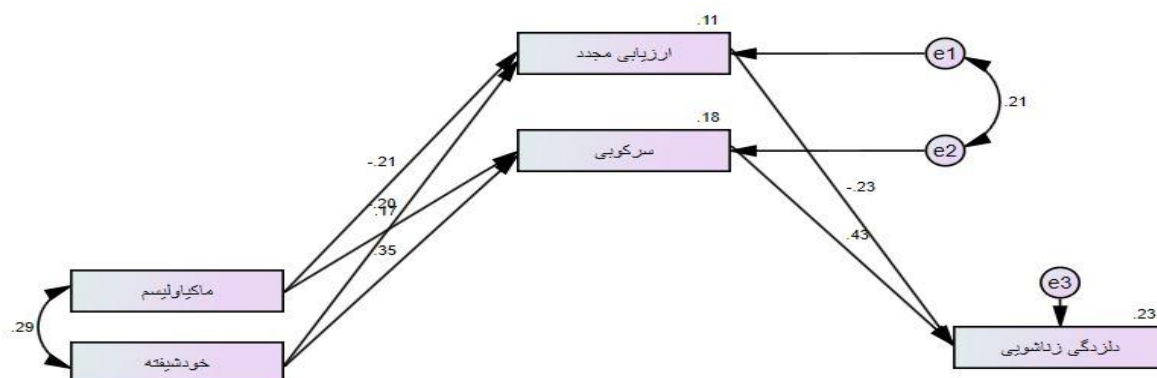 .11
ارزیابی مجدد
e1
.21
.18
سرکوبی
e2
-.21
-.20
.17
.35
-.23
.43
ماکیاولیسم
.29
خودشیفته
e3
.23
دلزدگی زناشویی